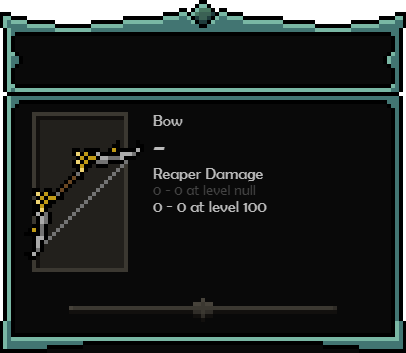 Bow
–
Reaper Damage
0 - 0 at level null
0 - 0 at level 100